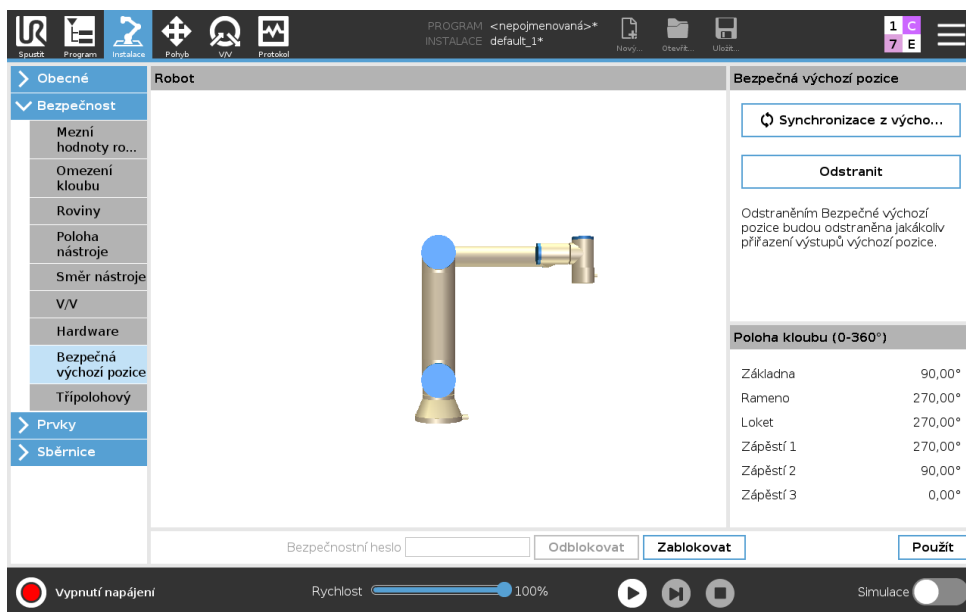 UR
PROGRAM <nepojmenovaná>*
INSTALACE default_1*
Spustit Program Instalace Pohyb V/V Protokol Nový... Otevřít... Uložit...
1 C
7 E
Obecné
Bezpečnost
Mezní
hodnoty ro...
Omezení
kloubu
Roviny
Poloha
nástroje
Směr nástroje
V/V
Hardware
Bezpečná
výchozí pozice
Třípolohový
Prvky
Sběrnice
Robot
Bezpečná výchozí pozice
Synchronizace z výcho...
Odstranit
Odstraněním Bezpečné výchozí
pozice budou odstraněna jakákoliv
přiřazení výstupů výchozí pozice.
Poloha kloubu (0-360°)
Základna 90,00°
Rameno 270,00°
Loket 270,00°
Zápěstí 1 270,00°
Zápěstí 2 90,00°
Zápěstí 3 0,00°
Bezpečnostní heslo Odblokovat Zablokovat Použít
Vypnutí napájení Rychlost 100% Simulace